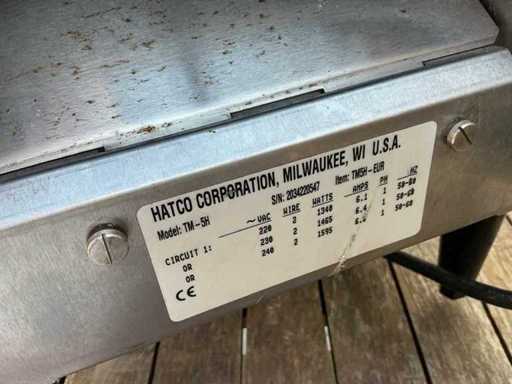 HATCO CORPORATION, MILWAUKEE, WI U.S.A.
Model: TM-5H S/N: 2034220547 Item: TM5H-EUR
~ VAC WIRE WATTS AMPS PH HZ
CIRCUIT 1: 220 2 1340 6.1 1 50-60
OR 230 2 1465 6.4 1 50-60
OR 240 2 1595 1 50-60
CE